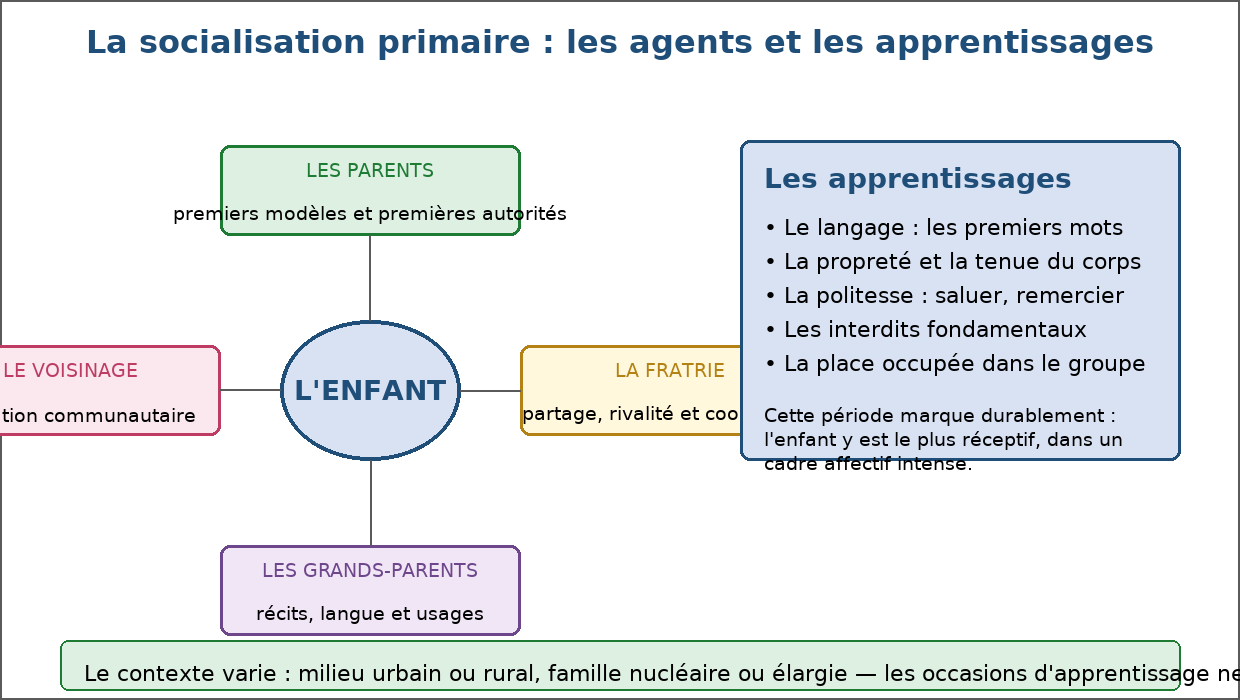 La socialisation primaire : les agents et les apprentissages
LES PARENTS
premiers modèles et premières autorités
LE VOISINAGE
tion communautaire
L'ENFANT
LA FRATRIE
partage, rivalité et coo
LES GRANDS-PARENTS
récits, langue et usages
Les apprentissages
• Le langage : les premiers mots
• La propreté et la tenue du corps
• La politesse : saluer, remercier
• Les interdits fondamentaux
• La place occupée dans le groupe
Cette période marque durablement :
l'enfant y est le plus réceptif, dans un
cadre affectif intense.
Le contexte varie : milieu urbain ou rural, famille nucléaire ou élargie — les occasions d'apprentissage ne